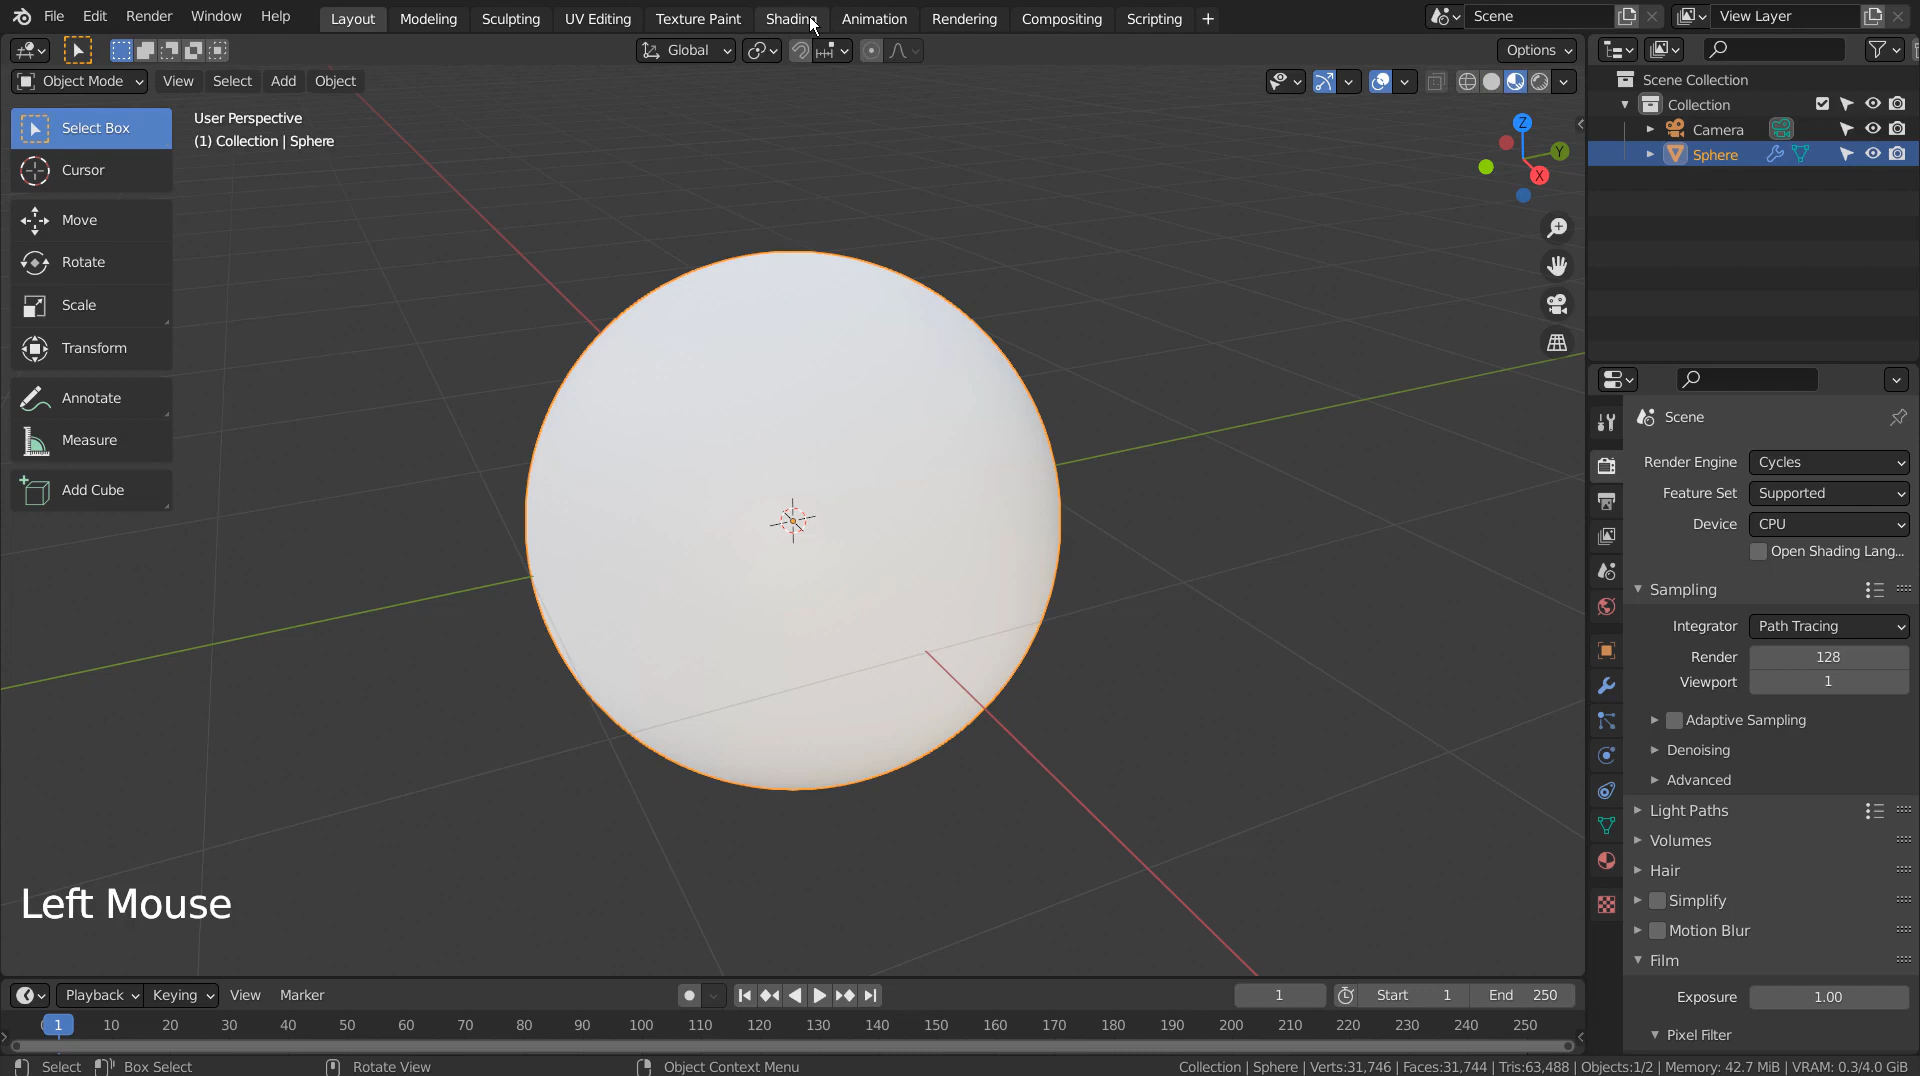 File Edit Render Window Help Layout Modeling Sculpting UV Editing Texture Paint Shading Animation Rendering Compositing Scripting + Scene View Layer
Global Options
Object Mode View Select Add Object
Scene Collection
Collection
Camera
Sphere
Select Box
Cursor
Move
Rotate
Scale
Transform
Annotate
Measure
Add Cube
User Perspective
(1) Collection | Sphere
Z
Y
X
Scene
Render Engine Cycles
Feature Set Supported
Device CPU
Open Shading Lang...
Sampling
Integrator Path Tracing
Render 128
Viewport 1
Adaptive Sampling
Denoising
Advanced
Light Paths
Volumes
Hair
Simplify
Motion Blur
Film
Exposure 1.00
Pixel Filter
Left Mouse
Playback Keying View Marker 1 Start 1 End 250
1 10 20 30 40 50 60 70 80 90 100 110 120 130 140 150 160 170 180 190 200 210 220 230 240 250
Select Box Select Rotate View Object Context Menu Collection | Sphere | Verts:31,746 | Faces:31,744 | Tris:63,488 | Objects:1/2 | Memory: 42.7 MiB | VRAM: 0.3/4.0 GiB